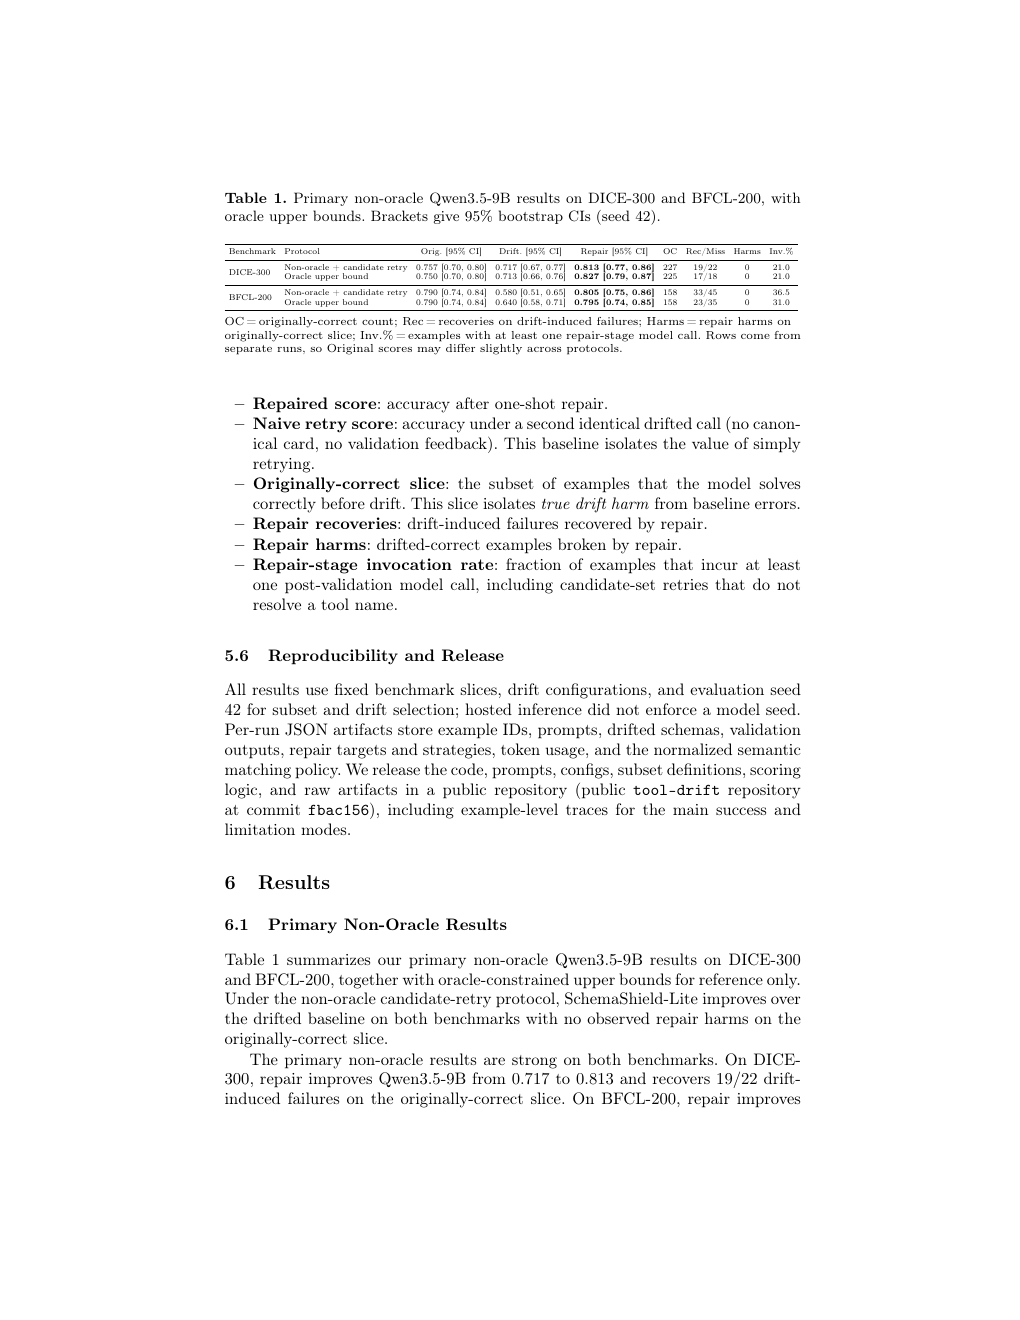 Table 1. Primary non-oracle Qwen3.5-9B results on DICE-300 and BFCL-200, with
oracle upper bounds. Brackets give 95% bootstrap CIs (seed 42).
Benchmark Protocol Orig. [95% CI] Drift. [95% CI] Repair [95% CI] OC Rec/Miss Harms Inv.%
DICE-300 Non-oracle + candidate retry 0.757 [0.70, 0.80] 0.717 [0.67, 0.77] 0.813 [0.77, 0.86] 227 19/22 0 21.0
Oracle upper bound 0.750 [0.70, 0.80] 0.713 [0.66, 0.76] 0.827 [0.79, 0.87] 225 17/18 0 21.0
BFCL-200 Non-oracle + candidate retry 0.790 [0.74, 0.84] 0.580 [0.51, 0.65] 0.805 [0.75, 0.86] 158 33/45 0 36.5
Oracle upper bound 0.790 [0.74, 0.84] 0.640 [0.58, 0.71] 0.795 [0.74, 0.85] 158 23/35 0 31.0
OC = originally-correct count; Rec = recoveries on drift-induced failures; Harms = repair harms on
originally-correct slice; Inv.% = examples with at least one repair-stage model call. Rows come from
separate runs, so Original scores may differ slightly across protocols.
– Repaired score: accuracy after one-shot repair.
– Naive retry score: accuracy under a second identical drifted call (no canon-
ical card, no validation feedback). This baseline isolates the value of simply
retrying.
– Originally-correct slice: the subset of examples that the model solves
correctly before drift. This slice isolates true drift harm from baseline errors.
– Repair recoveries: drift-induced failures recovered by repair.
– Repair harms: drifted-correct examples broken by repair.
– Repair-stage invocation rate: fraction of examples that incur at least
one post-validation model call, including candidate-set retries that do not
resolve a tool name.
5.6 Reproducibility and Release
All results use fixed benchmark slices, drift configurations, and evaluation seed
42 for subset and drift selection; hosted inference did not enforce a model seed.
Per-run JSON artifacts store example IDs, prompts, drifted schemas, validation
outputs, repair targets and strategies, token usage, and the normalized semantic
matching policy. We release the code, prompts, configs, subset definitions, scoring
logic, and raw artifacts in a public repository (public tool-drift repository
at commit fbac156), including example-level traces for the main success and
limitation modes.
6 Results
6.1 Primary Non-Oracle Results
Table 1 summarizes our primary non-oracle Qwen3.5-9B results on DICE-300
and BFCL-200, together with oracle-constrained upper bounds for reference only.
Under the non-oracle candidate-retry protocol, SchemaShield-Lite improves over
the drifted baseline on both benchmarks with no observed repair harms on the
originally-correct slice.
The primary non-oracle results are strong on both benchmarks. On DICE-
300, repair improves Qwen3.5-9B from 0.717 to 0.813 and recovers 19/22 drift-
induced failures on the originally-correct slice. On BFCL-200, repair improves